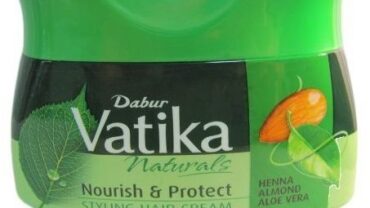 Dabur
Vatika
Naturals
Nourish & Protect
STYLING HAIR CREAM
HENNA
ALMOND
ALOE VERA